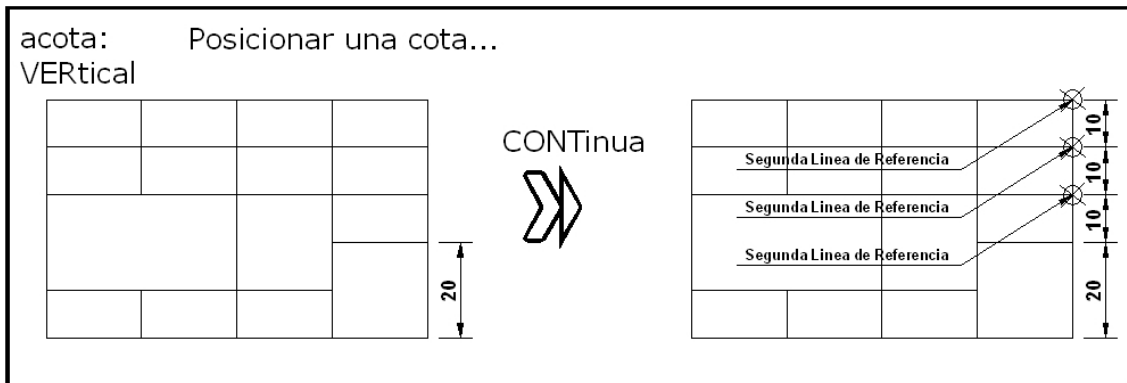 acota: Posicionar una cota...
VERtical
CONTinua
20
Segunda Linea de Referencia
Segunda Linea de Referencia
Segunda Linea de Referencia
10
10
10
20